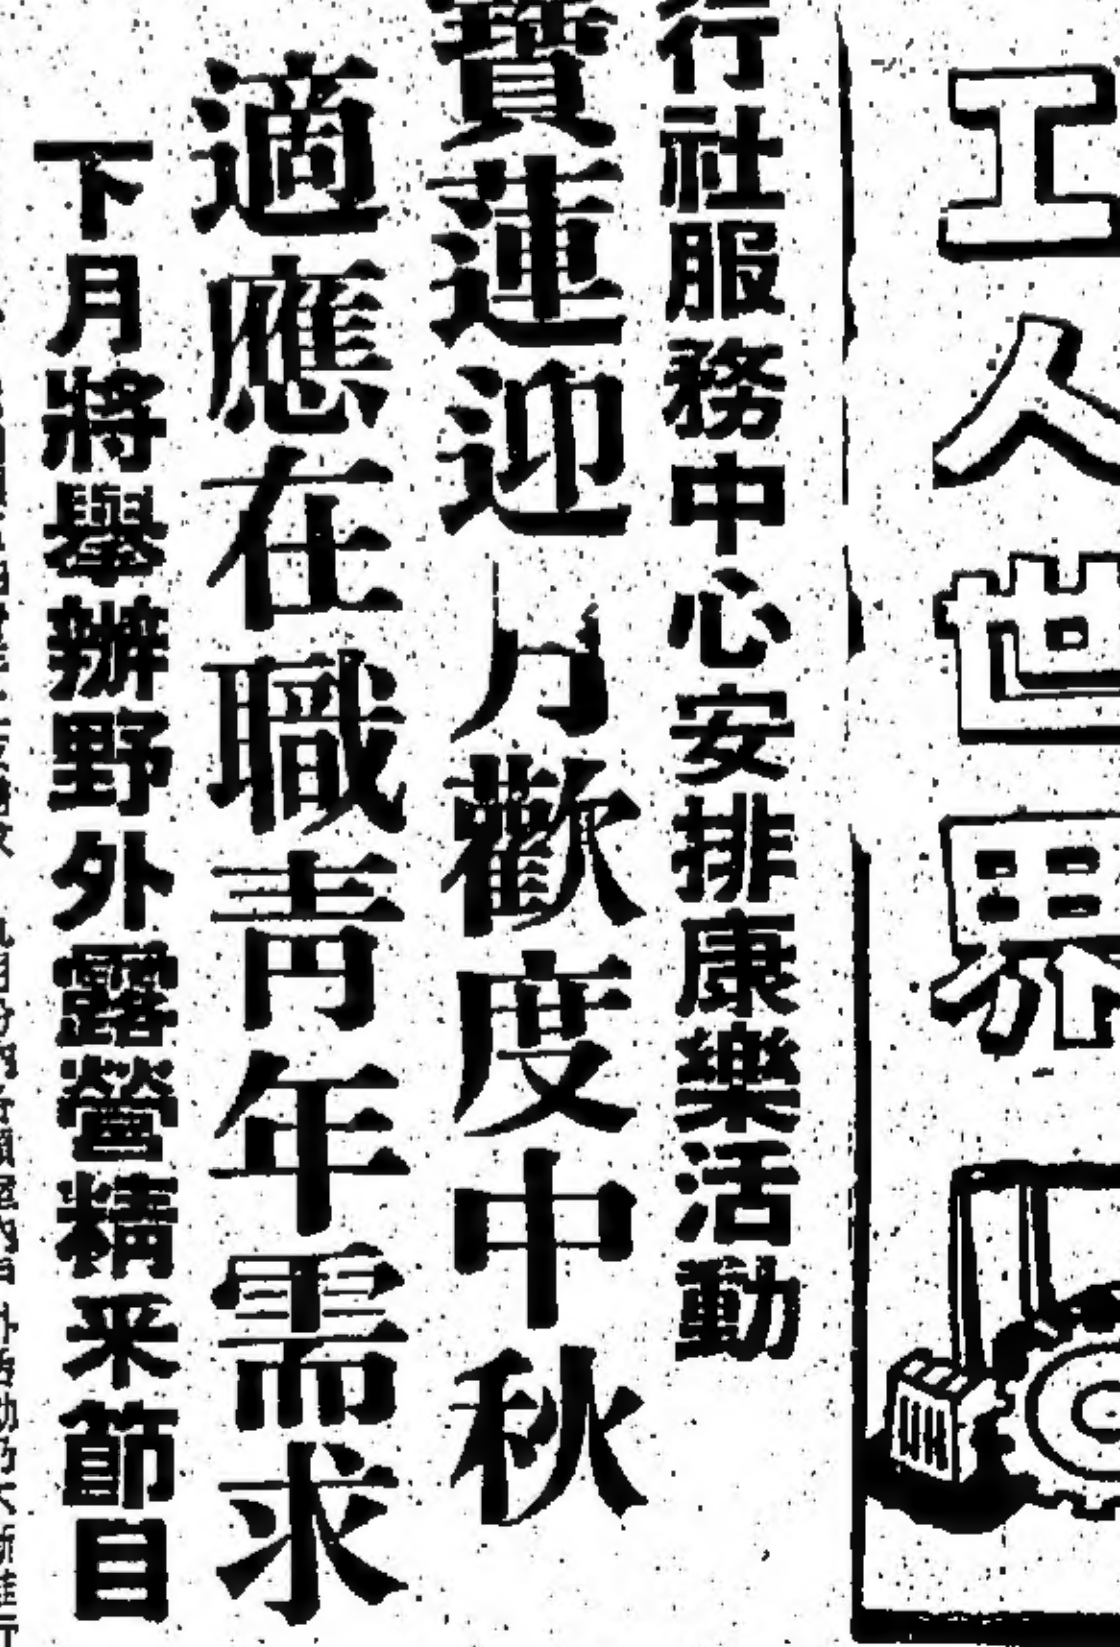 工人世界
行社服務中心安排康樂活動
寶蓮迎月歡度中秋
適應在職青年需求
下月將舉辦野外露營精采節目